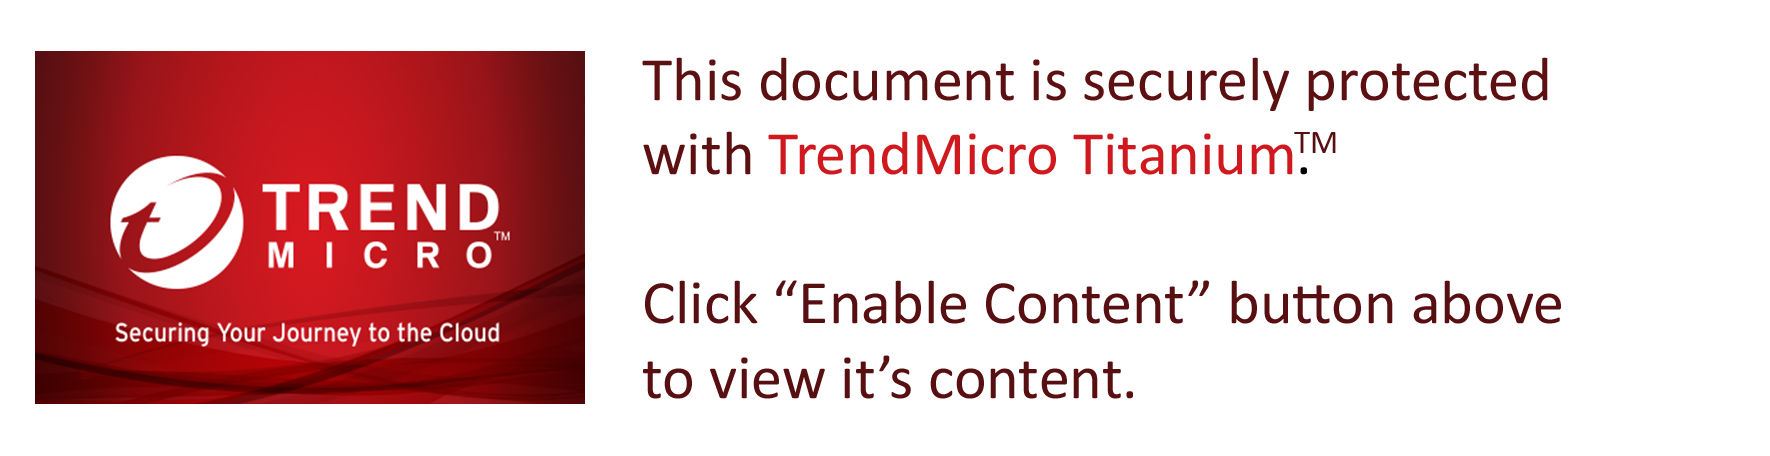 TREND
MICRO™
Securing Your Journey to the Cloud
This document is securely protected
with TrendMicro Titanium.™
Click “Enable Content” button above
to view it’s content.